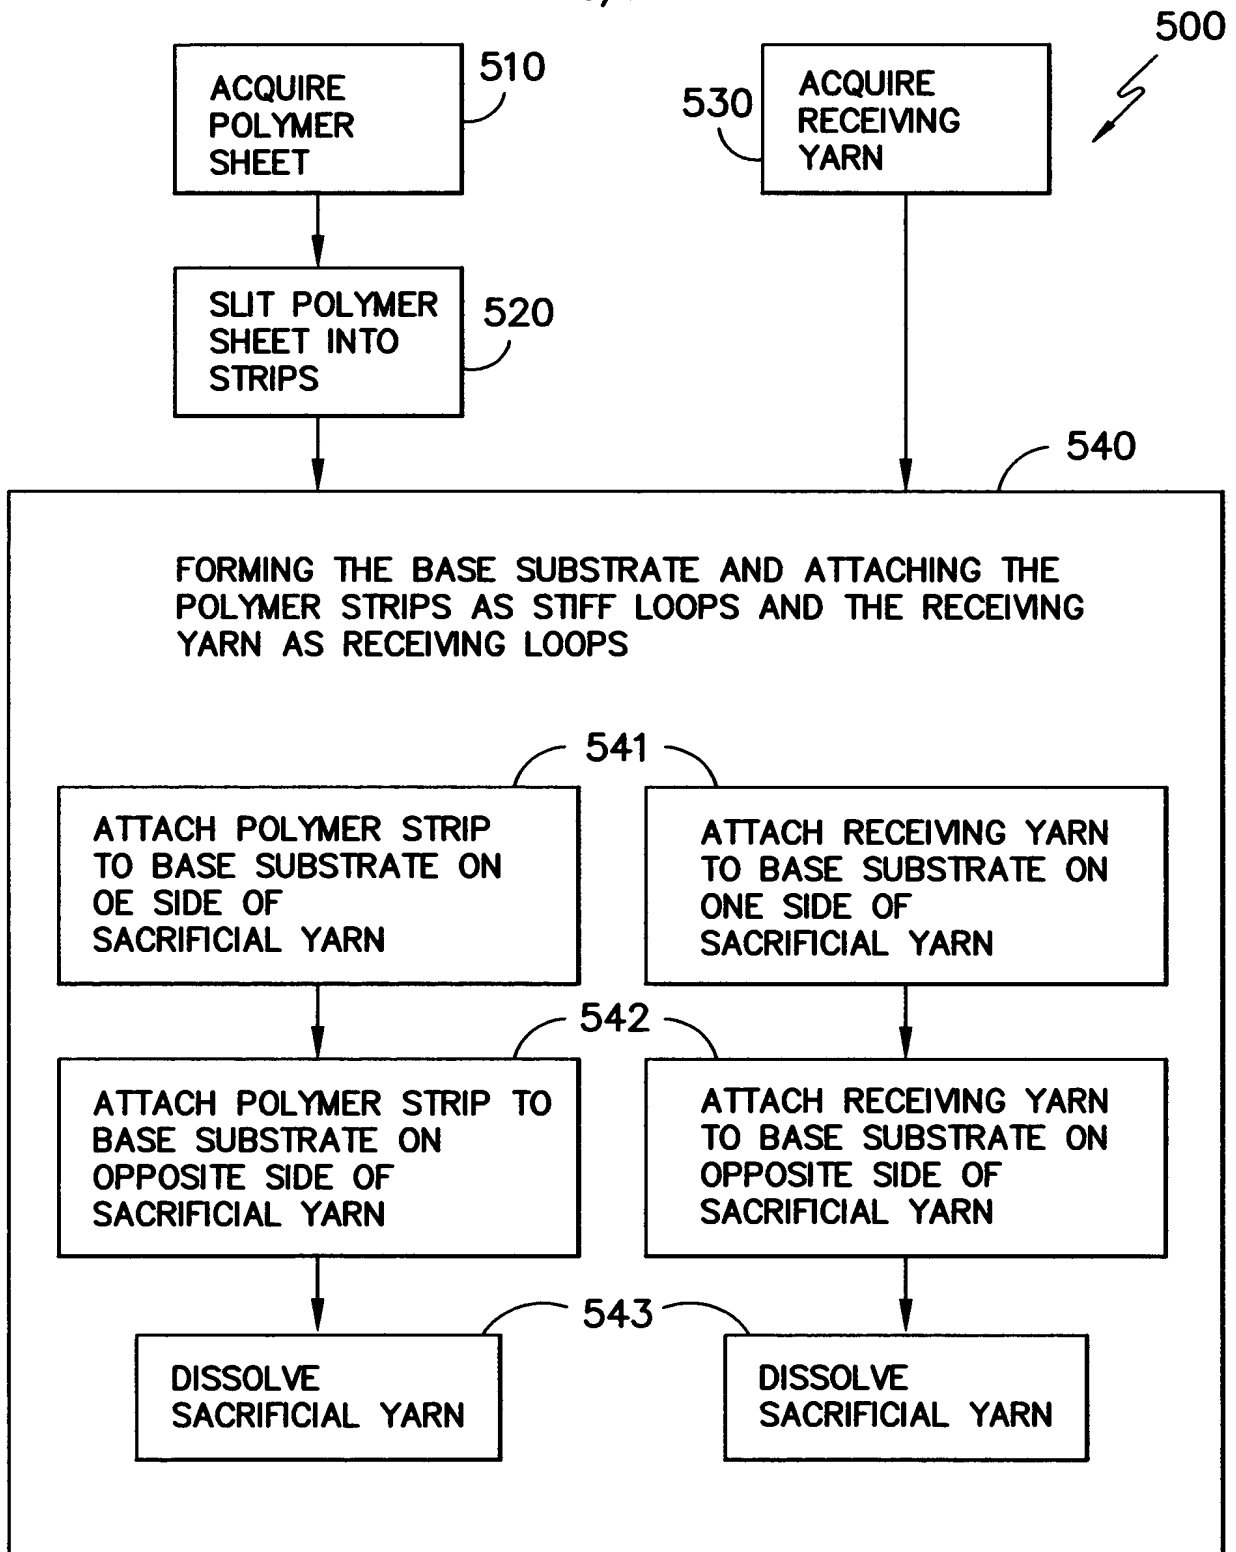 500
510
ACQUIRE
POLYMER
SHEET
530
ACQUIRE
RECEIVING
YARN
SLIT POLYMER
SHEET INTO
STRIPS
520
540
FORMING THE BASE SUBSTRATE AND ATTACHING THE
POLYMER STRIPS AS STIFF LOOPS AND THE RECEIVING
YARN AS RECEIVING LOOPS
541
ATTACH POLYMER STRIP
TO BASE SUBSTRATE ON
OE SIDE OF
SACRIFICIAL YARN
ATTACH RECEIVING YARN
TO BASE SUBSTRATE ON
ONE SIDE OF
SACRIFICIAL YARN
542
ATTACH POLYMER STRIP TO
BASE SUBSTRATE ON
OPPOSITE SIDE OF
SACRIFICIAL YARN
ATTACH RECEIVING YARN
TO BASE SUBSTRATE ON
OPPOSITE SIDE OF
SACRIFICIAL YARN
543
DISSOLVE
SACRIFICIAL YARN
DISSOLVE
SACRIFICIAL YARN